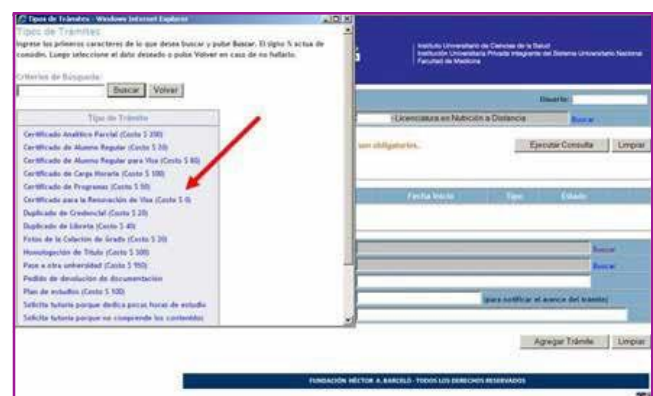 Tipos de Trámites - Windows Internet Explorer
Tipos de Trámites
Ingrese los primeros caracteres de lo que desea buscar y pulse Buscar. El signo % actua de
comodín. Luego seleccione el dato deseado o pulse Volver en caso de no hallarlo.
Criterios de Búsqueda:
Buscar Volver
Tipo de Trámite
Certificado Analítico Parcial (Costo $ 200)
Certificado de Alumno Regular (Costo $ 20)
Certificado de Alumno Regular para Visa (Costo $ 80)
Certificado de Carga Horaria (Costo $ 100)
Certificado de Programas (Costo $ 50)
Certificado para la Renovación de Visa (Costo $ 0)
Duplicado de Credencial (Costo $ 20)
Duplicado de Libreta (Costo $ 40)
Fotos de la Colación de Grado (Costo $ 20)
Homologación de Título (Costo $ 300)
Pase a otra universidad (Costo $ 150)
Pedido de devolución de documentación
Plan de estudios (Costo $ 100)
Solicita tutoría porque dedica pocas horas de estudio
Solicita tutoría porque no comprende los contenidos
Instituto Universitario de Ciencias de la Salud
Institución Universitaria Privada integrante del Sistema Universitario Nacional
Facultad de Medicina
Usuario:
- Licenciatura en Nutrición a Distancia Buscar
son obligatorios.
Ejecutar Consulta Limpiar
Fecha Inicio Tipo Estado
Buscar
Buscar
(para notificar el avance del trámite)
Agregar Trámite Limpiar
FUNDACIÓN HÉCTOR A. BARCELÓ - TODOS LOS DERECHOS RESERVADOS